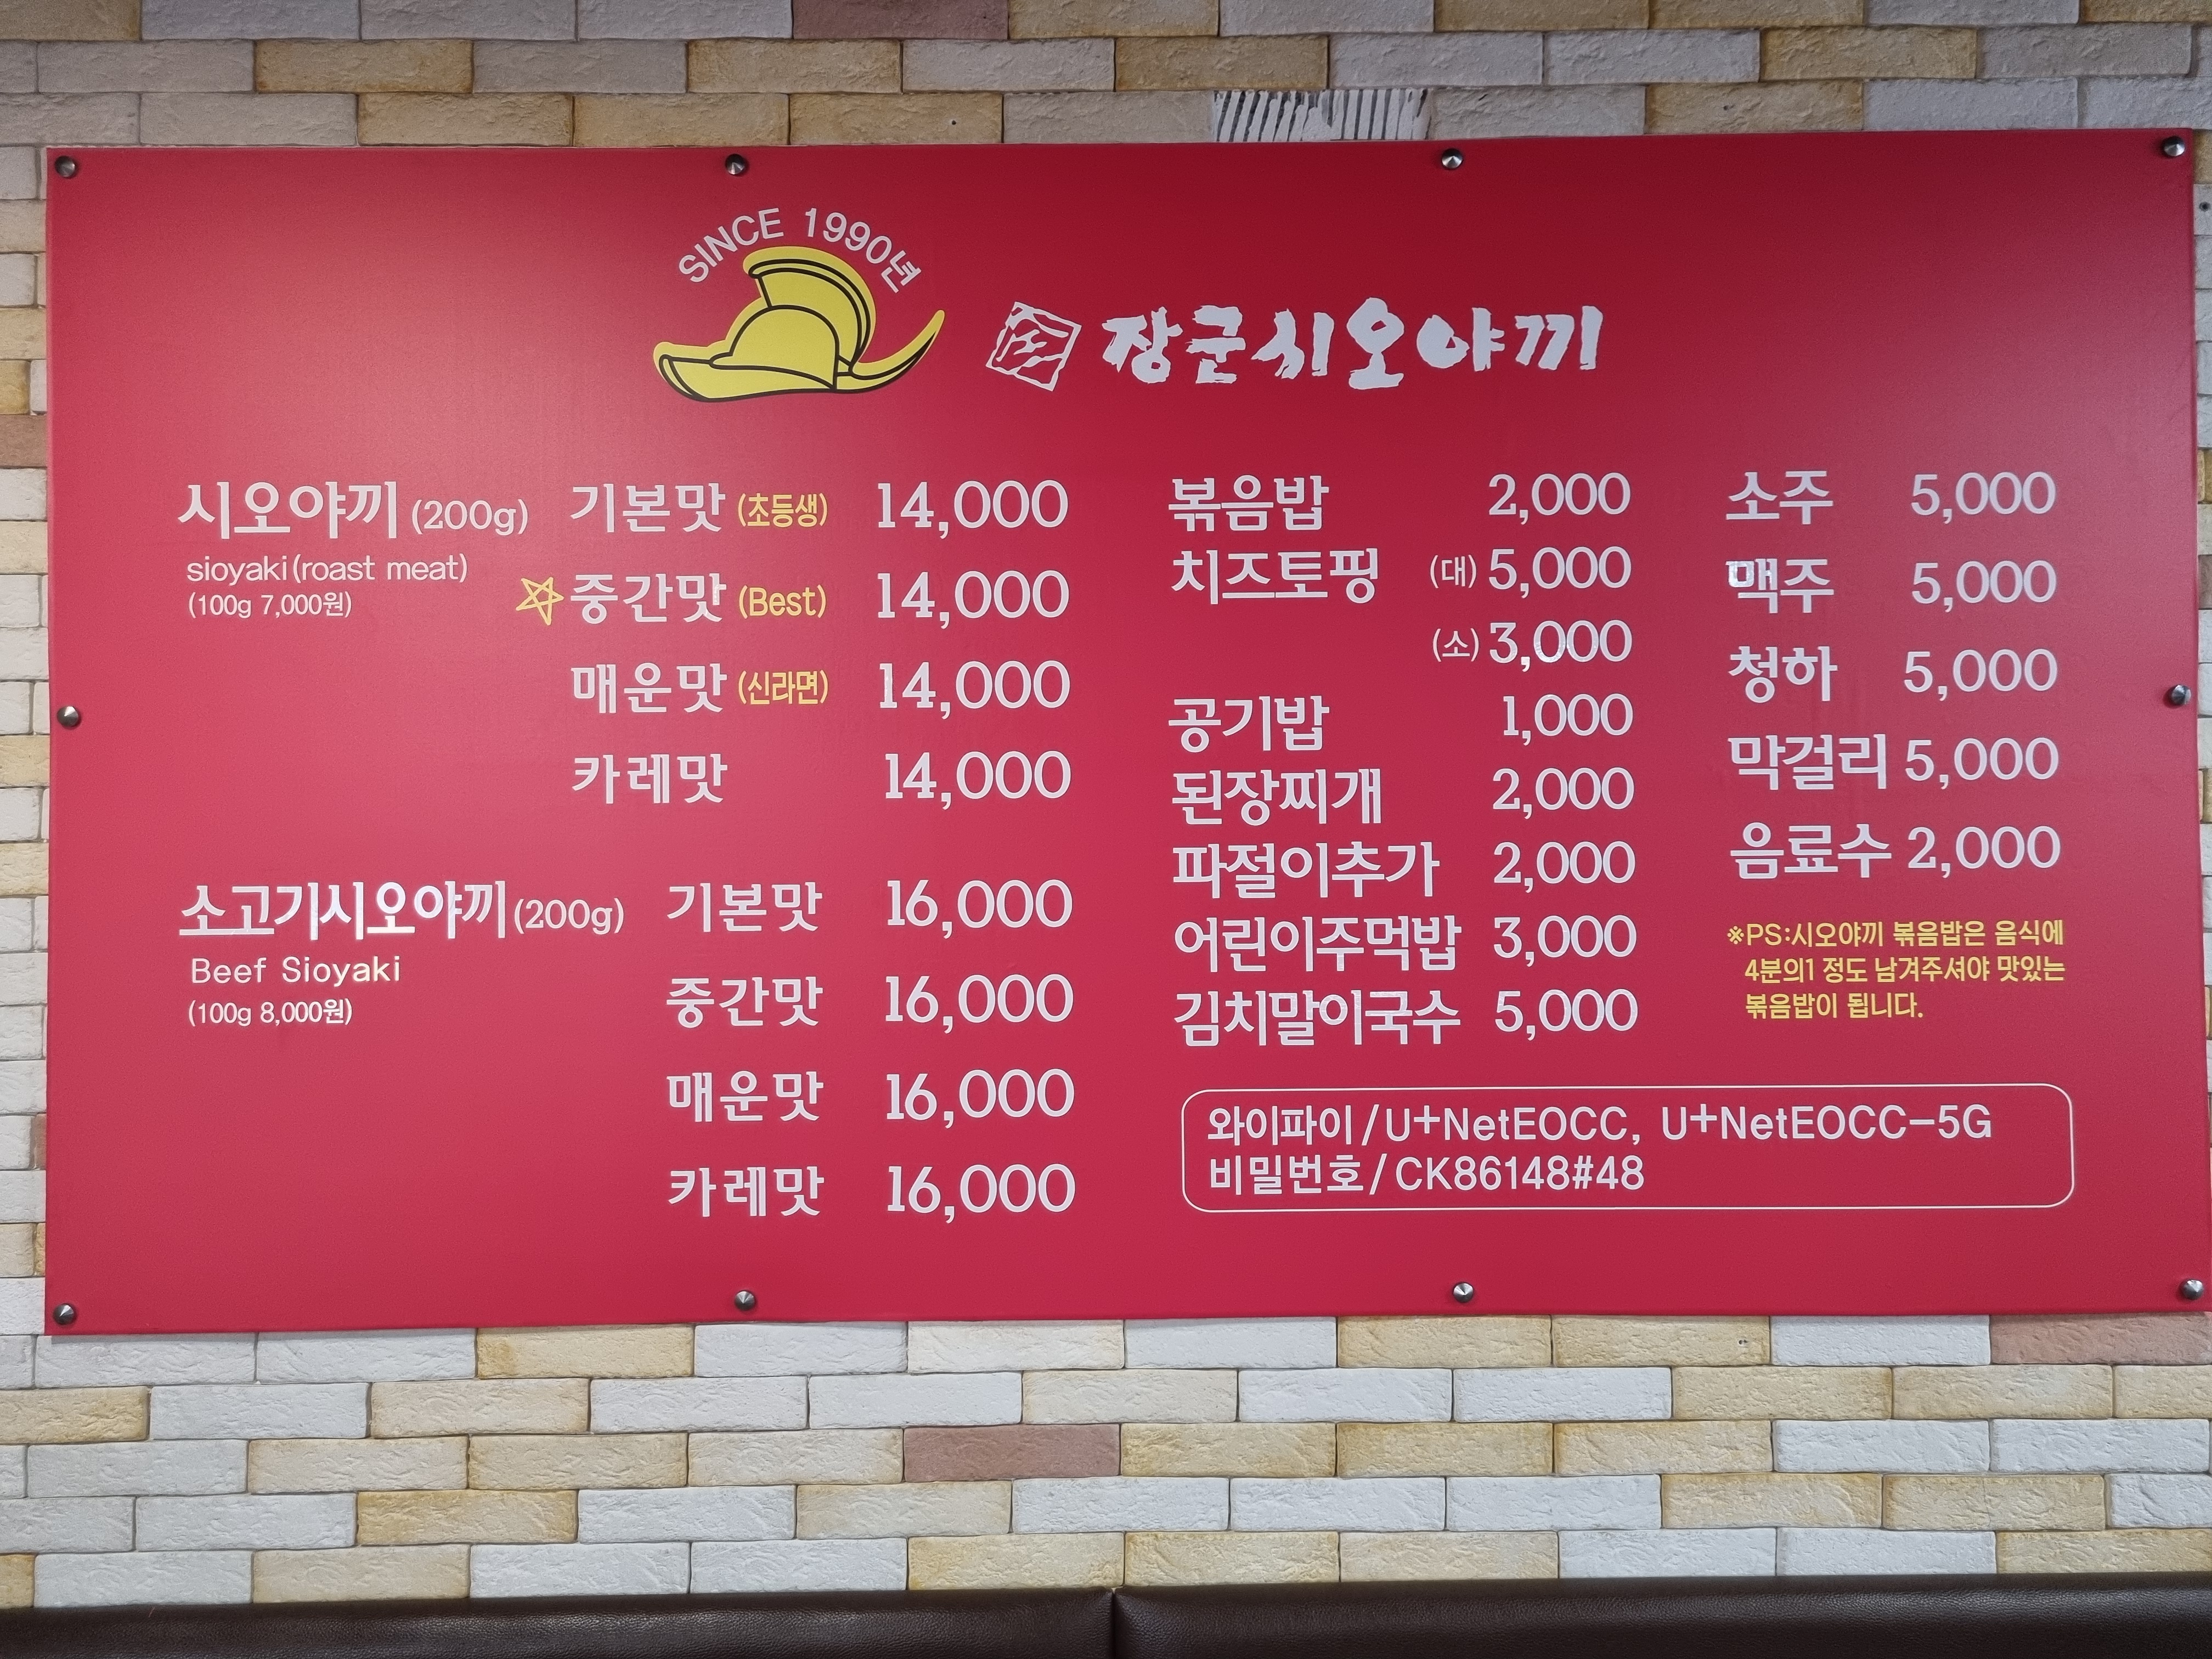 SINCE 1990년
장군시오야끼
시오야끼 (200g)
sioyaki(roast meat)
(100g 7,000원)
기본맛 (초등생) 14,000
중간맛 (Best) 14,000
매운맛 (신라면) 14,000
카레맛 14,000
소고기시오야끼 (200g)
Beef Sioyaki
(100g 8,000원)
기본맛 16,000
중간맛 16,000
매운맛 16,000
카레맛 16,000
볶음밥 2,000
치즈토핑 (대) 5,000
(소) 3,000
공기밥 1,000
된장찌개 2,000
파절이추가 2,000
어린이주먹밥 3,000
김치말이국수 5,000
소주 5,000
맥주 5,000
청하 5,000
막걸리 5,000
음료수 2,000
※PS:시오야끼 볶음밥은 음식에
4분의1 정도 남겨주셔야 맛있는
볶음밥이 됩니다.
와이파이/U+NetE0CC, U+NetE0CC-5G
비밀번호/CK86148#48